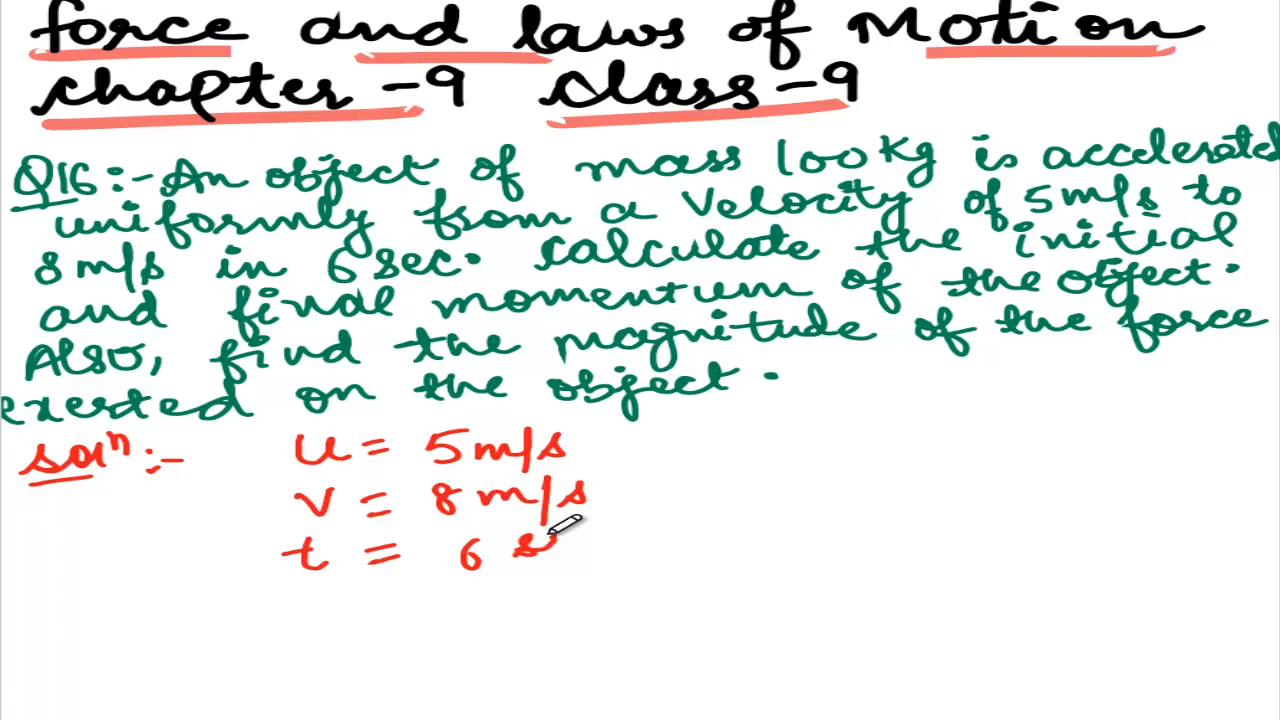 force and laws of Motion
chapter-9 class-9
Q16:- An object of mass 100kg is accelerated
uniformly from a velocity of 5m/s to
8m/s in 6sec. calculate the initial
and final momentum of the object.
Also, find the magnitude of the force
exerted on the object.
solⁿ:- u = 5m/s
v = 8m/s
t = 6 s